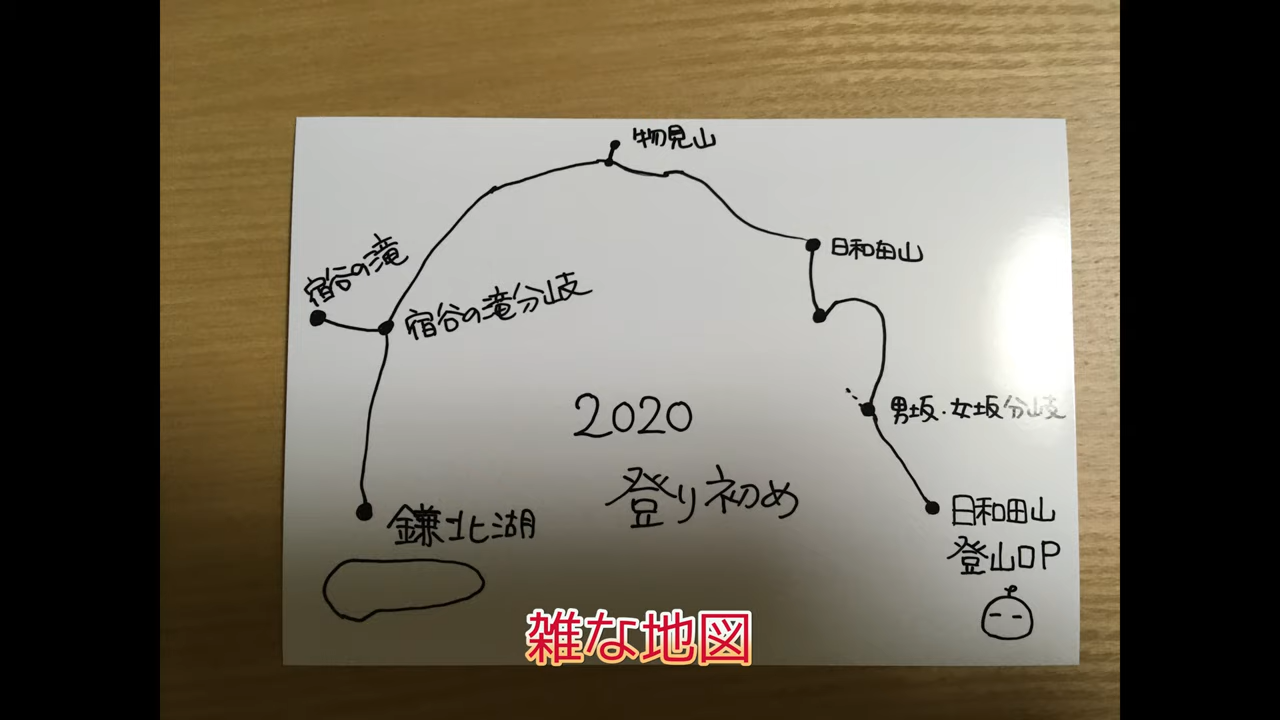 物見山
日和田山
宿谷の滝
宿谷の滝分岐
男坂・女坂分岐
2020
登り初め
鎌北湖
日和田山
登山口P
雑な地図